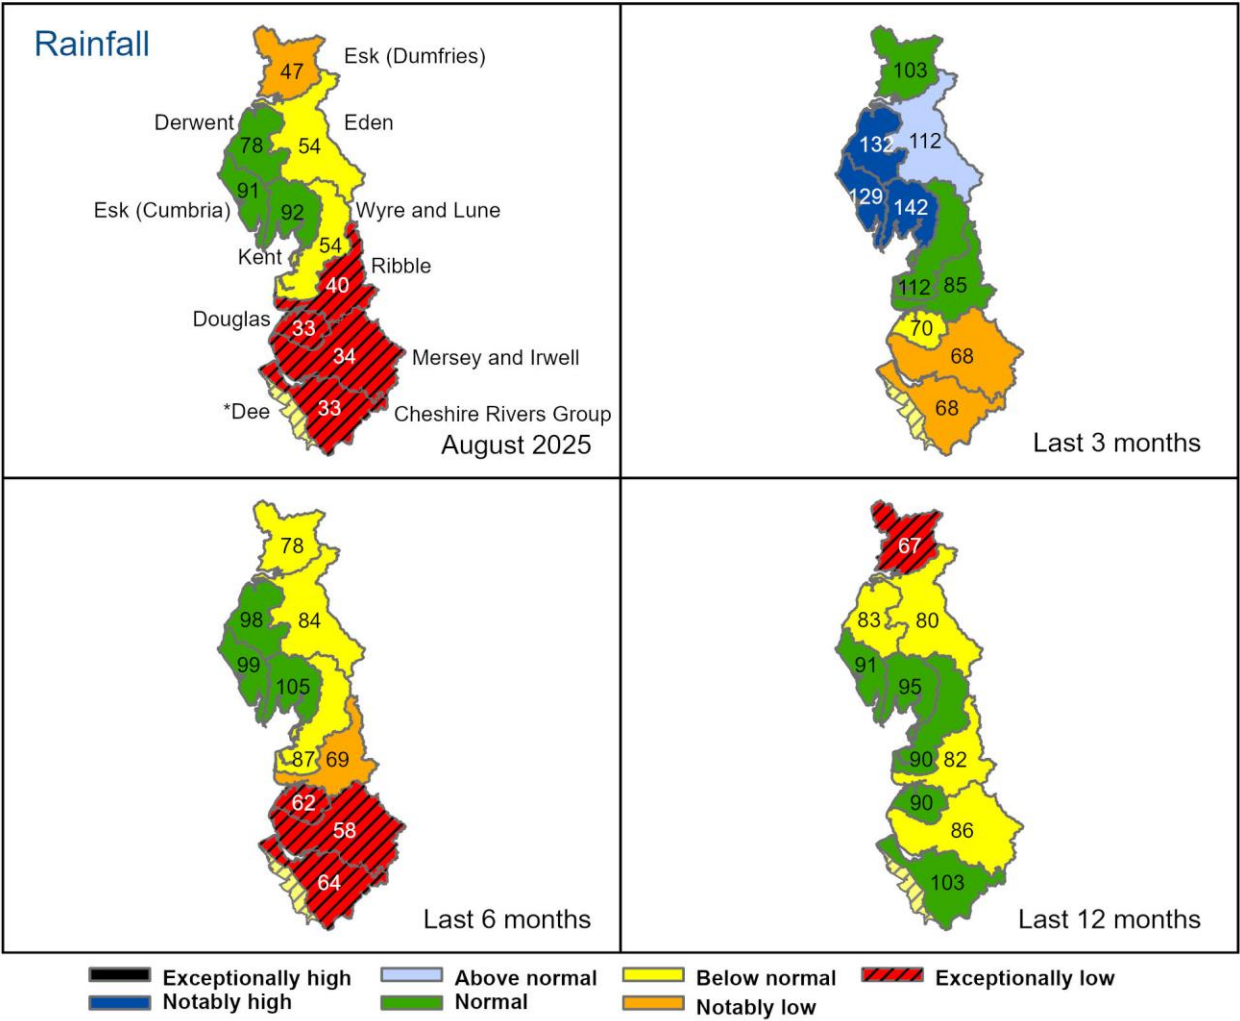 Rainfall
47
Esk (Dumfries)
Derwent
Eden
78
54
91
Esk (Cumbria)
92
Wyre and Lune
54
Kent
Ribble
40
Douglas
33
34
Mersey and Irwell
*Dee
33
Cheshire Rivers Group
August 2025
103
132
112
129
142
112
85
70
68
68
Last 3 months
78
98
84
99
105
87
69
62
58
64
Last 6 months
67
83
80
91
95
90
82
90
86
103
Last 12 months
Exceptionally high
Above normal
Below normal
Exceptionally low
Notably high
Normal
Notably low